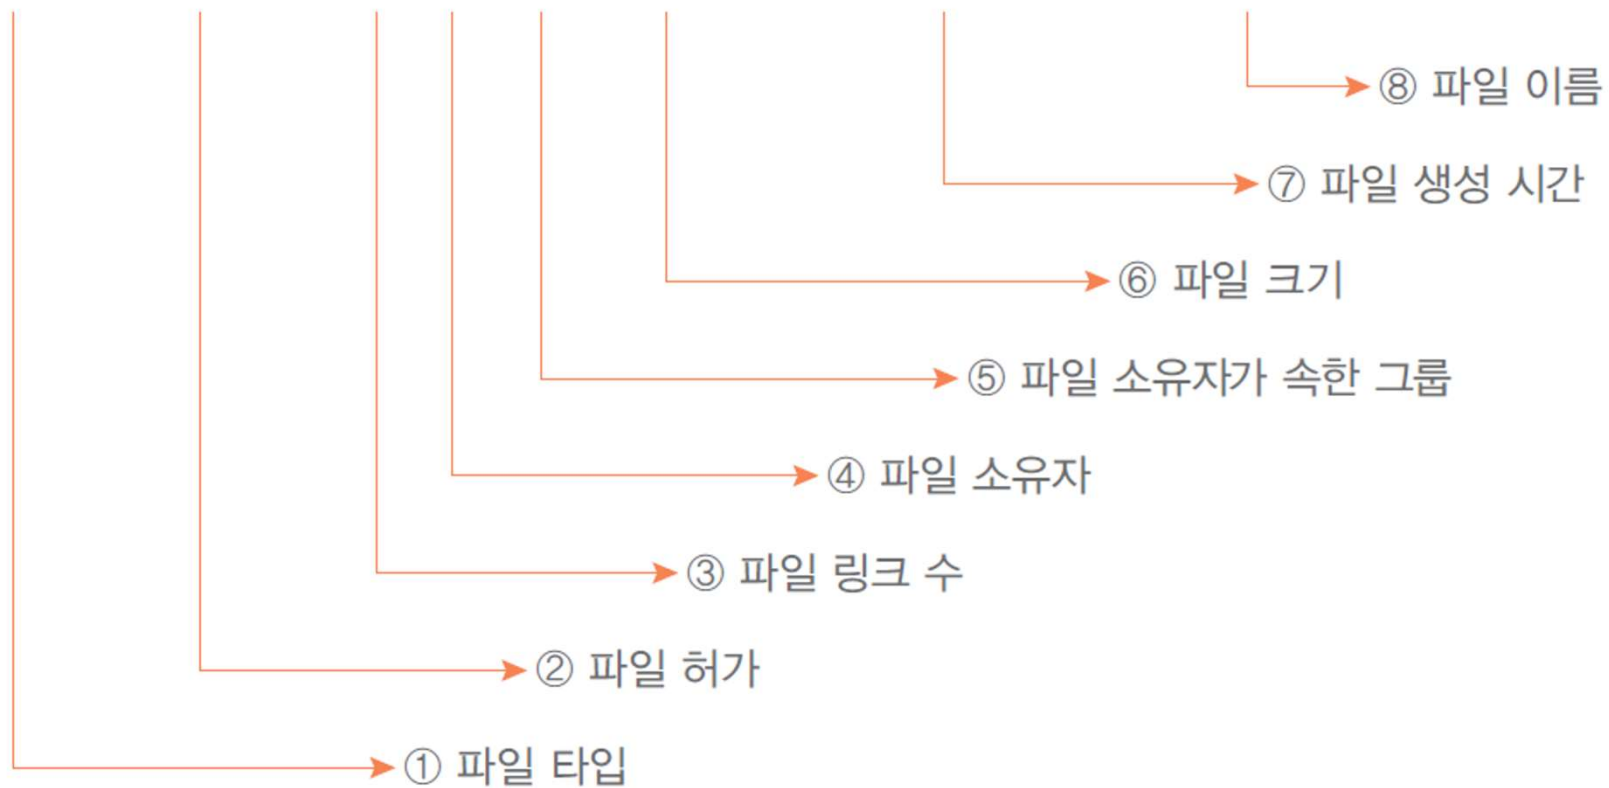 ⑧ 파일 이름
⑦ 파일 생성 시간
⑥ 파일 크기
⑤ 파일 소유자가 속한 그룹
④ 파일 소유자
③ 파일 링크 수
② 파일 허가
① 파일 타입